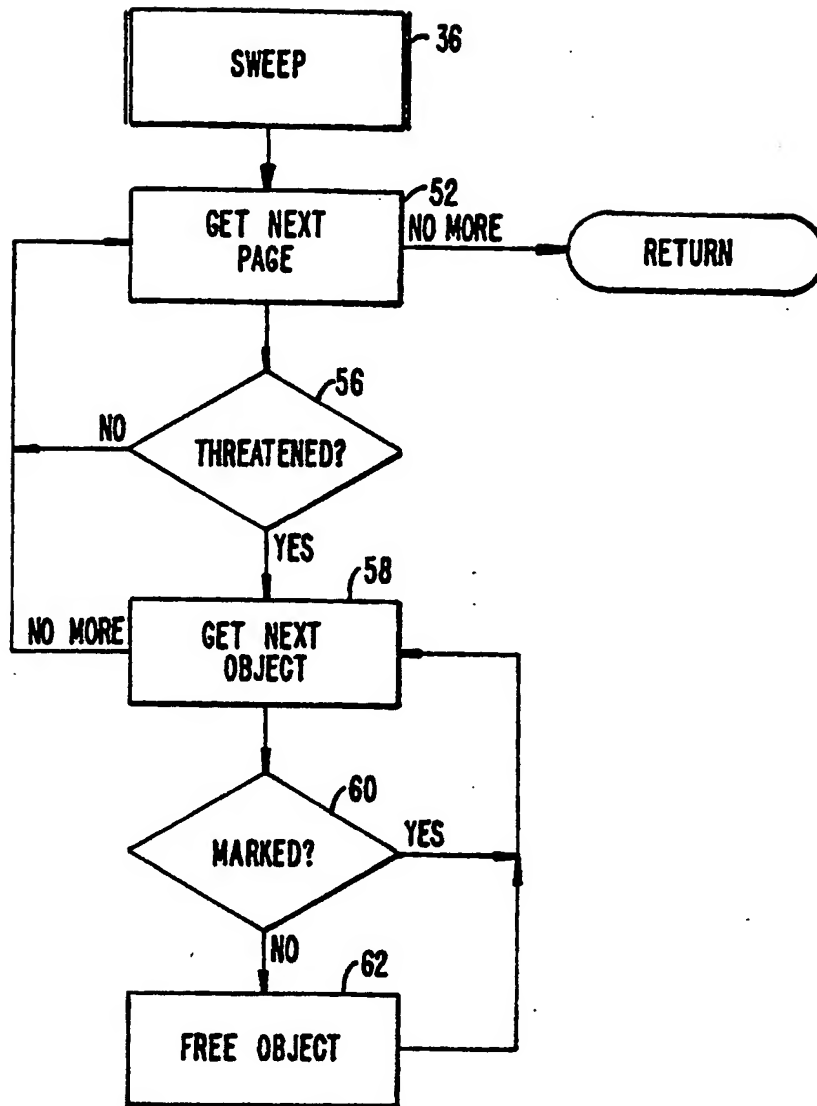 SWEEP
36
GET NEXT
PAGE
52
NO MORE
RETURN
THREATENED?
56
NO
YES
GET NEXT
OBJECT
58
NO MORE
MARKED?
60
YES
NO
FREE OBJECT
62